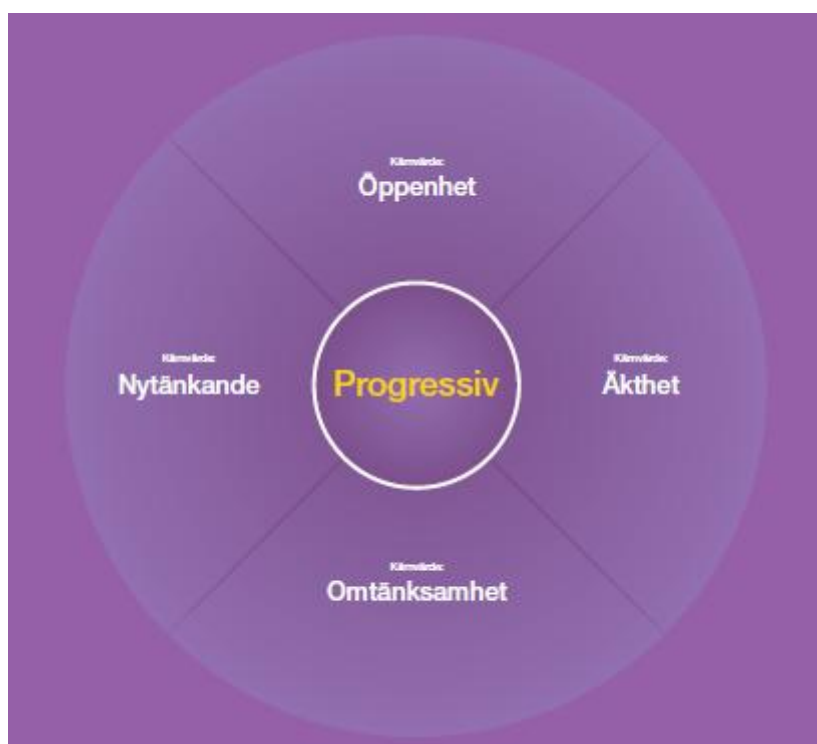 Kärnvärde:
Öppenhet
Kärnvärde:
Nytänkande
Progressiv
Kärnvärde:
Äkthet
Kärnvärde:
Omtänksamhet